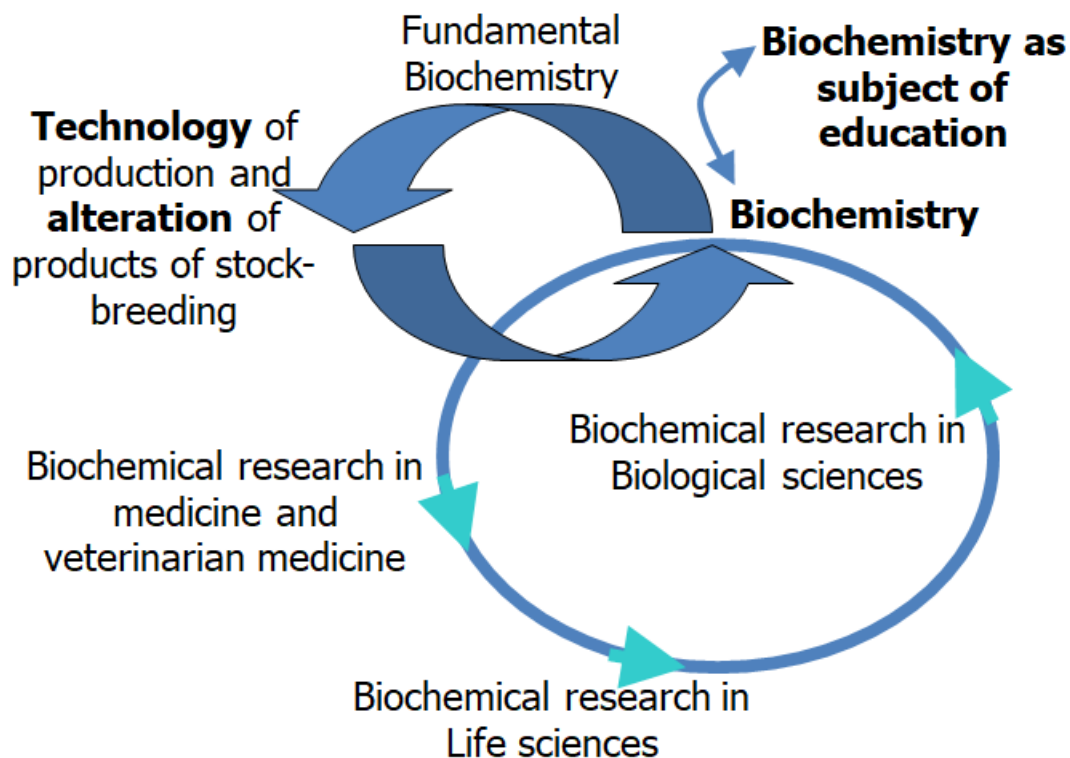 Fundamental
Biochemistry
Biochemistry as
subject of
education
Technology of
production and
alteration of
products of stock-
breeding
Biochemistry
Biochemical research in
Biological sciences
Biochemical research in
medicine and
veterinarian medicine
Biochemical research in
Life sciences